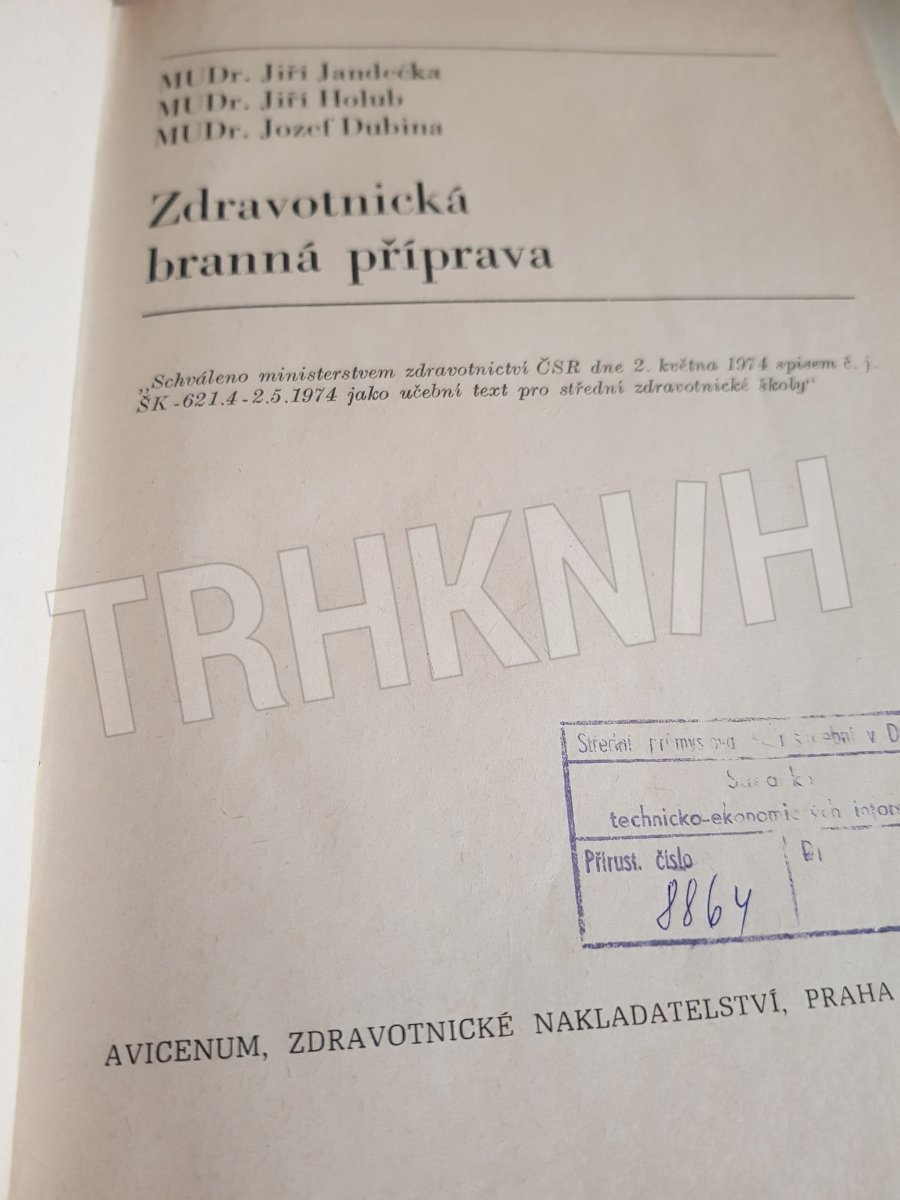 MUDr. Jiří Jandečka
MUDr. Jiří Holub
MUDr. Jozef Dubina
Zdravotnická
branná příprava
„Schváleno ministerstvem zdravotnictví ČSR dne 2. května 1974 spisem č. j.
ŠK-621.4-2.5.1974 jako učební text pro střední zdravotnické školy“
TRHKNIH
Střední v D
technicko-ekonomických
Přírust. číslo
8864
AVICENUM, ZDRAVOTNICKÉ NAKLADATELSTVÍ, PRAHA